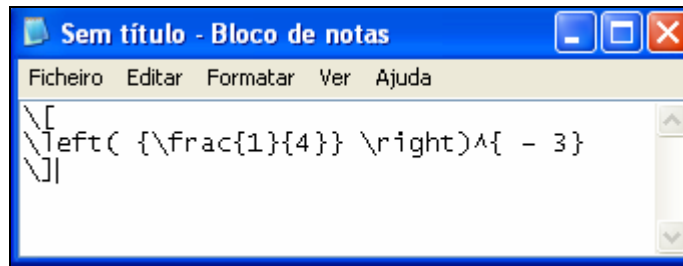 Sem título - Bloco de notas
Ficheiro Editar Formatar Ver Ajuda
\[
\left( {\frac{1}{4}} \right)^{ - 3}
\]